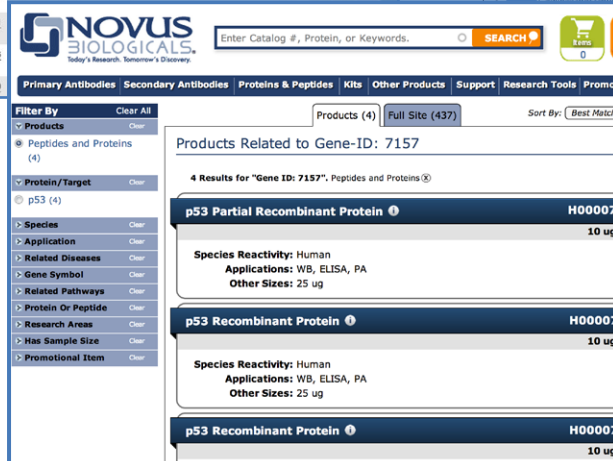 NOVUS
BIOLOGICALS
Today's Research. Tomorrow's Discovery.
Enter Catalog #, Protein, or Keywords.
SEARCH
Items
0
Primary Antibodies Secondary Antibodies Proteins & Peptides Kits Other Products Support Research Tools Promo
Filter By Clear All
Products Clear
Peptides and Proteins
(4)
Protein/Target Clear
p53 (4)
Species Clear
Application Clear
Related Diseases Clear
Gene Symbol Clear
Related Pathways Clear
Protein Or Peptide Clear
Research Areas Clear
Has Sample Size Clear
Promotional Item Clear
Products (4) Full Site (437) Sort By: Best Matc
Products Related to Gene-ID: 7157
4 Results for "Gene ID: 7157". Peptides and Proteins
p53 Partial Recombinant Protein H00007
10 ug
Species Reactivity: Human
Applications: WB, ELISA, PA
Other Sizes: 25 ug
p53 Recombinant Protein H00007
10 ug
Species Reactivity: Human
Applications: WB, ELISA, PA
Other Sizes: 25 ug
p53 Recombinant Protein H00007
10 ug